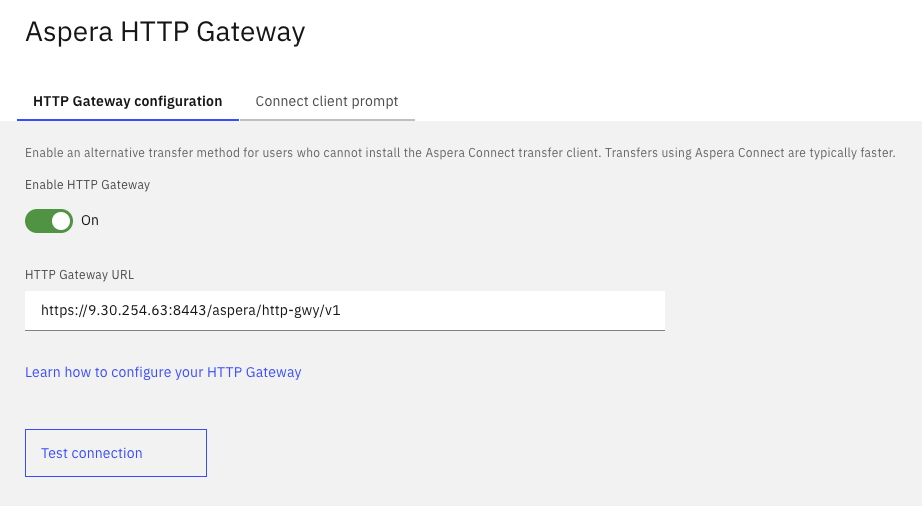 Aspera HTTP Gateway
HTTP Gateway configuration Connect client prompt
Enable an alternative transfer method for users who cannot install the Aspera Connect transfer client. Transfers using Aspera Connect are typically faster.
Enable HTTP Gateway
On
HTTP Gateway URL
https://9.30.254.63:8443/aspera/http-gwy/v1
Learn how to configure your HTTP Gateway
Test connection